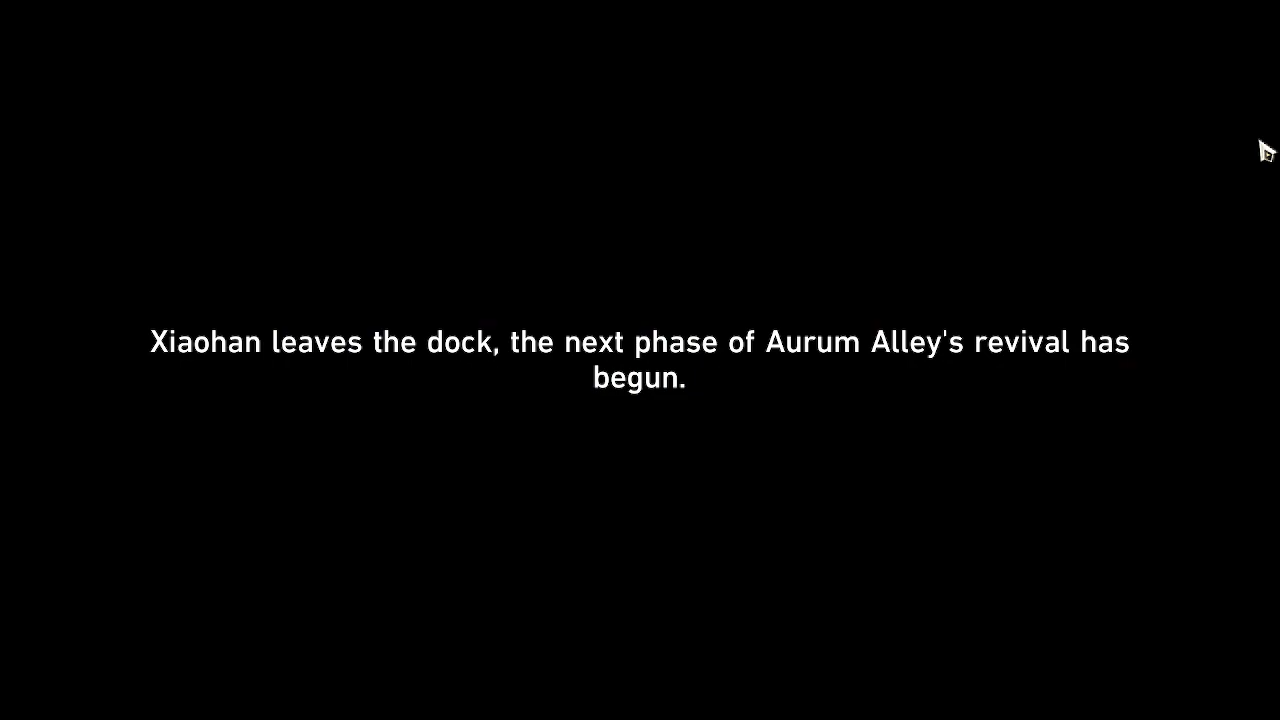 Xiaohan leaves the dock, the next phase of Aurum Alley's revival has
begun.